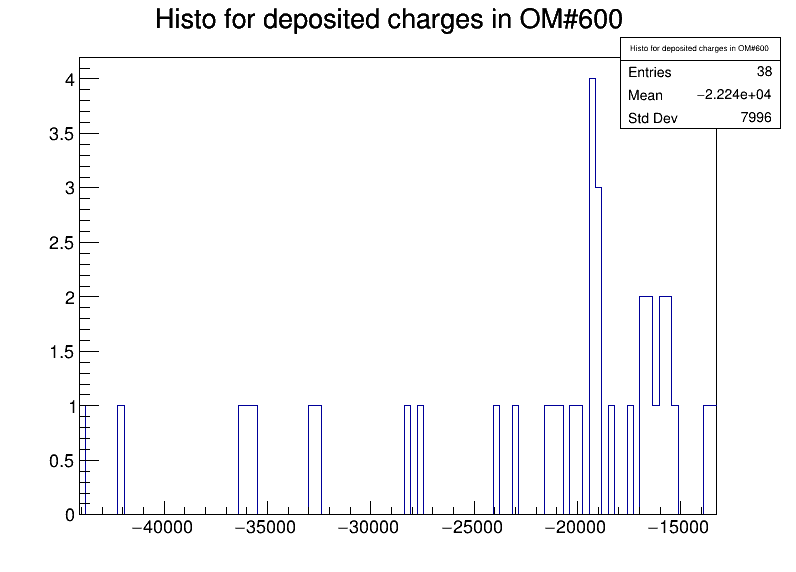 Histo for deposited charges in OM#600
Histo for deposited charges in OM#600
Entries 38
Mean −2.224e+04
Std Dev 7996
4
3.5
3
2.5
2
1.5
1
0.5
0
−40000 −35000 −30000 −25000 −20000 −15000